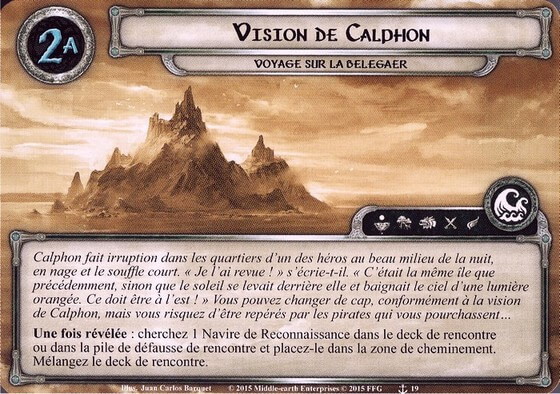 2A
VISION DE CALPHON
VOYAGE SUR LA BELEGAER
Calphon fait irruption dans les quartiers d'un des héros au beau milieu de la nuit,
en nage et le souffle court. « Je l'ai revue ! » s'écrie-t-il. « C'était la même île que
précédemment, sinon que le soleil se levait derrière elle et baignait le ciel d'une lumière
orangée. Ce doit être à l'est ! » Vous pouvez changer de cap, conformément à la vision
de Calphon, mais vous risquez d'être repérés par les pirates qui vous pourchassent…
Une fois révélée : cherchez 1 Navire de Reconnaissance dans le deck de rencontre
ou dans la pile de défausse de rencontre et placez-le dans la zone de cheminement.
Mélangez le deck de rencontre.
Illus. Juan Carlos Barquet © 2015 Middle-earth Enterprises © 2015 FFG 19